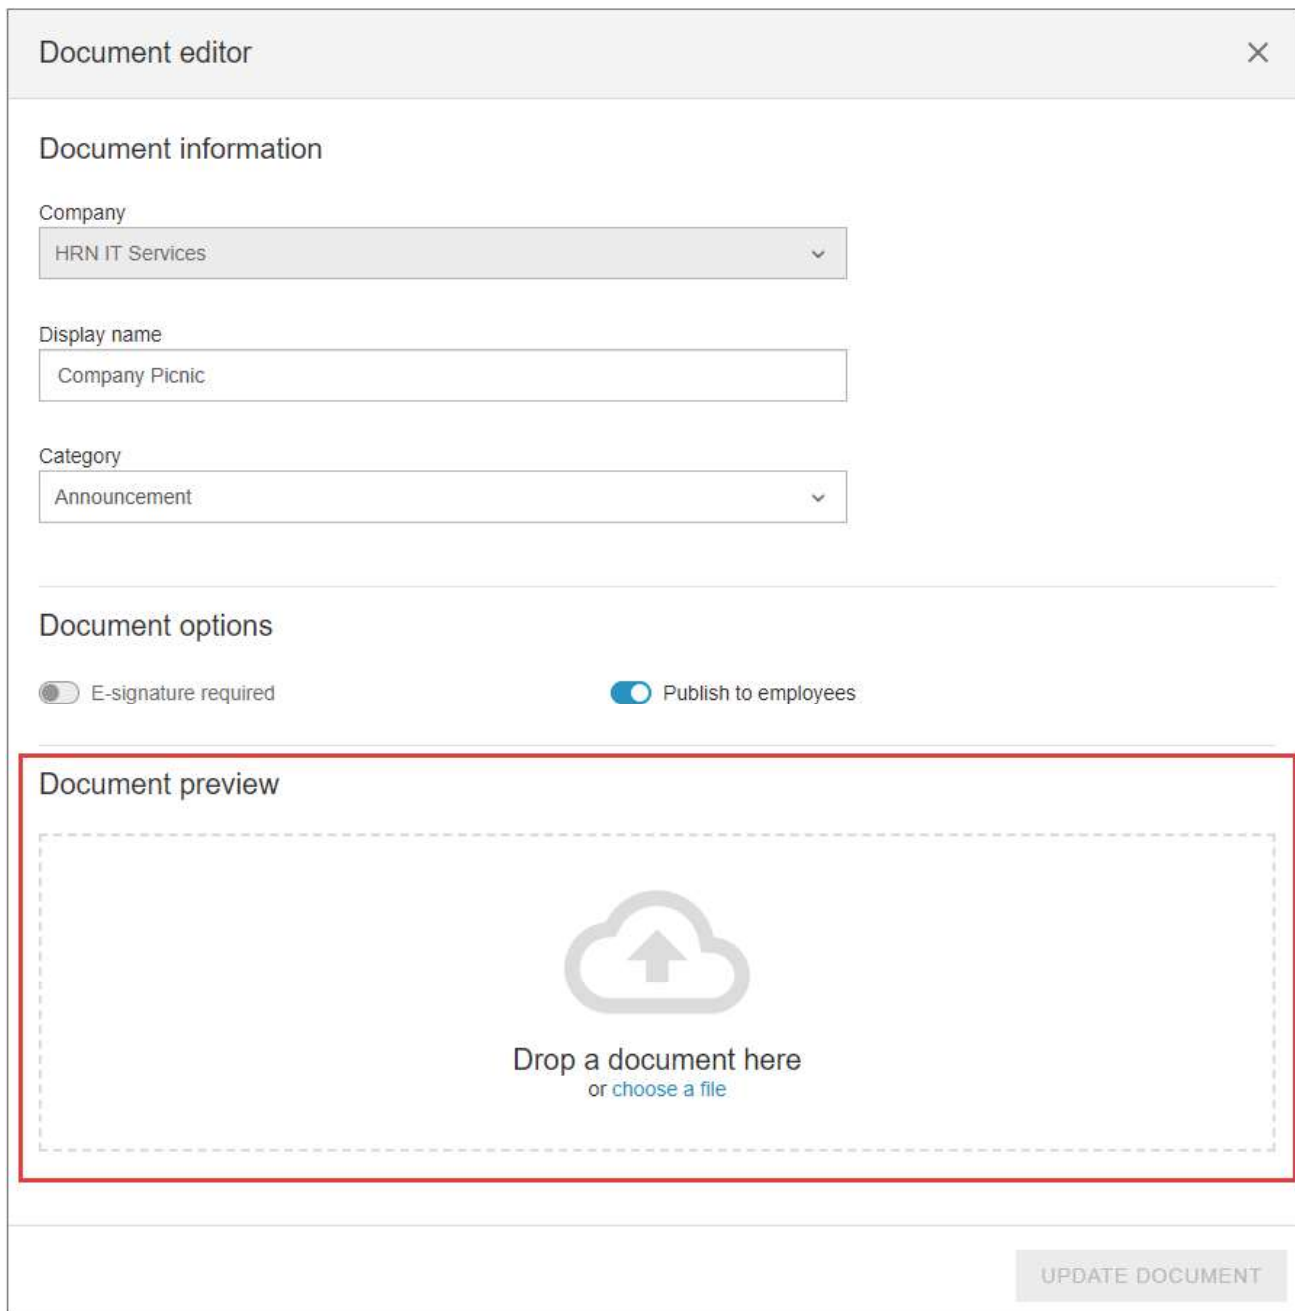 Document editor
Document information
Company
HRN IT Services
Display name
Company Picnic
Category
Announcement
Document options
E-signature required
Publish to employees
Document preview
Drop a document here
or choose a file
UPDATE DOCUMENT